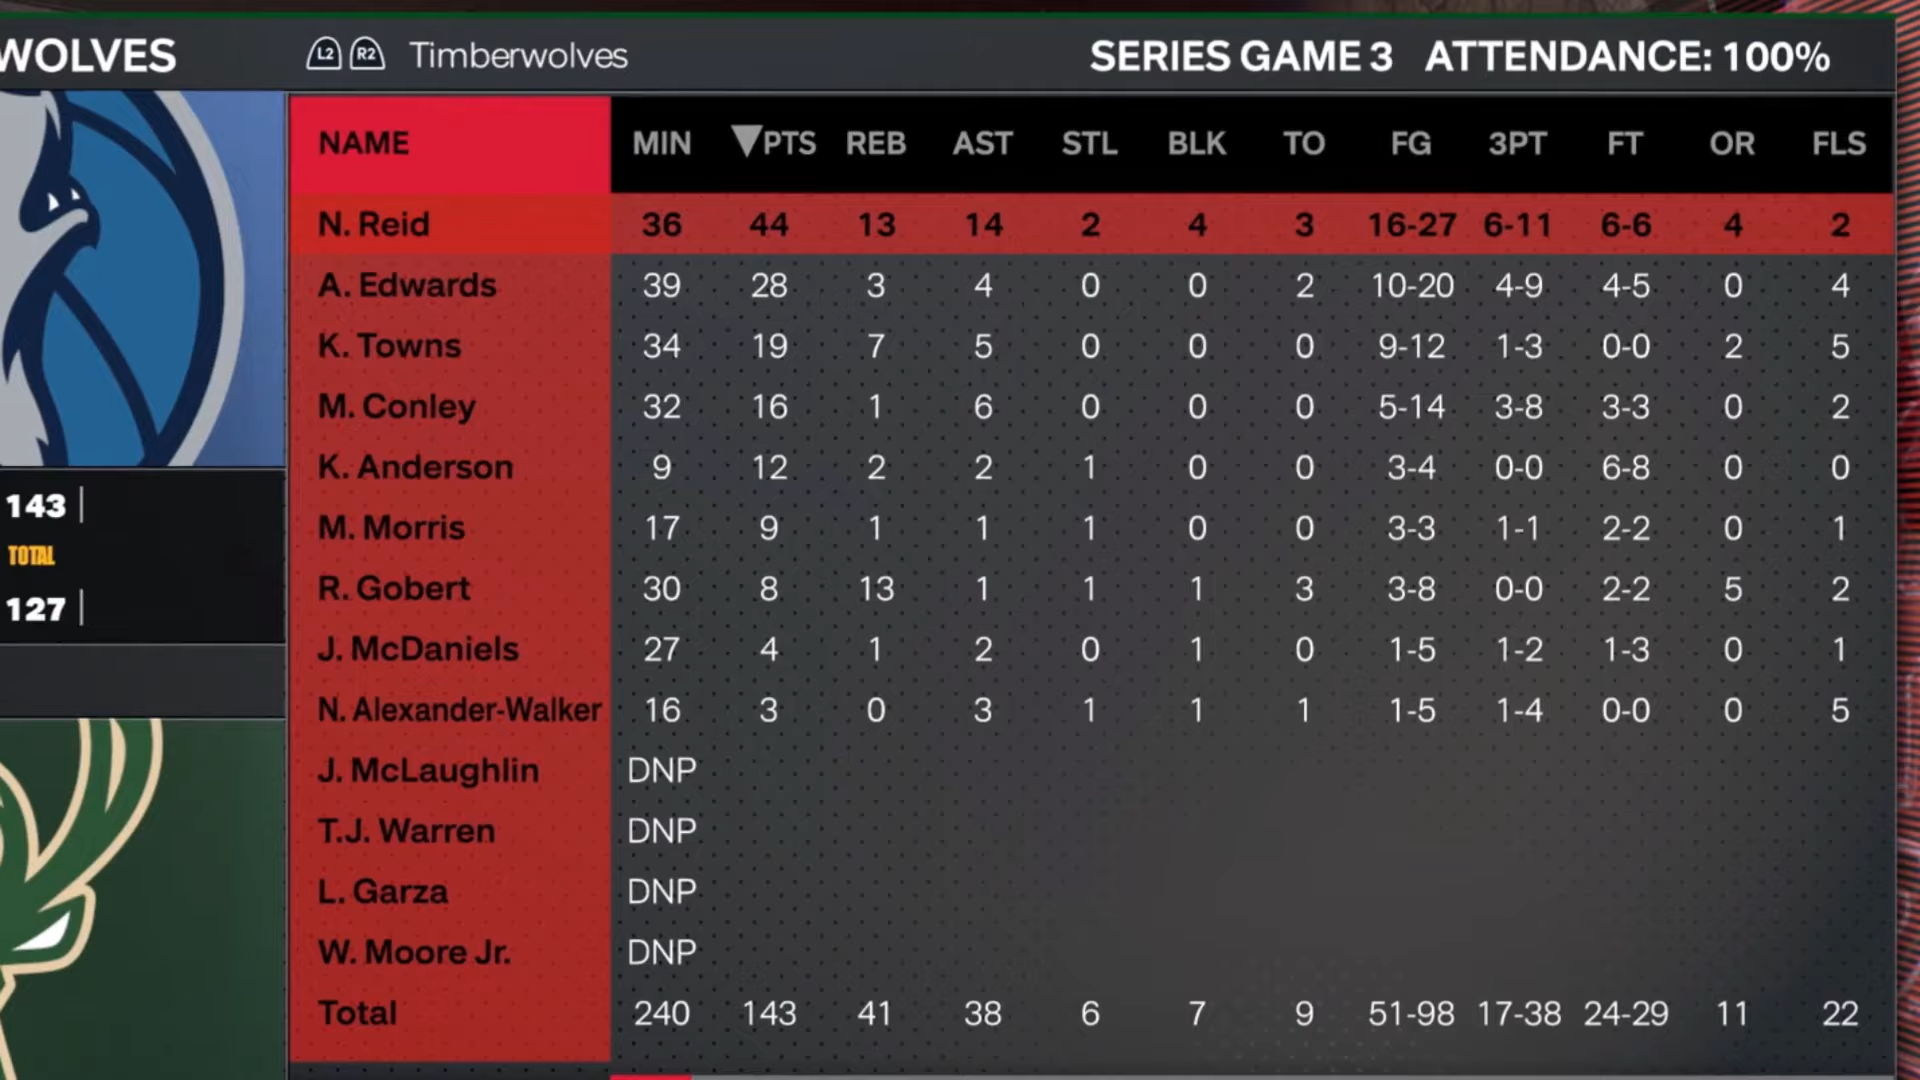 WOLVES
L2 R2 Timberwolves
SERIES GAME 3 ATTENDANCE: 100%
NAME MIN ▼PTS REB AST STL BLK TO FG 3PT FT OR FLS
N. Reid 36 44 13 14 2 4 3 16-27 6-11 6-6 4 2
A. Edwards 39 28 3 4 0 0 2 10-20 4-9 4-5 0 4
K. Towns 34 19 7 5 0 0 0 9-12 1-3 0-0 2 5
M. Conley 32 16 1 6 0 0 0 5-14 3-8 3-3 0 2
K. Anderson 9 12 2 2 1 0 0 3-4 0-0 6-8 0 0
M. Morris 17 9 1 1 1 0 0 3-3 1-1 2-2 0 1
R. Gobert 30 8 13 1 1 1 3 3-8 0-0 2-2 5 2
J. McDaniels 27 4 1 2 0 1 0 1-5 1-2 1-3 0 1
N. Alexander-Walker 16 3 0 3 1 1 1 1-5 1-4 0-0 0 5
J. McLaughlin DNP
T.J. Warren DNP
L. Garza DNP
W. Moore Jr. DNP
Total 240 143 41 38 6 7 9 51-98 17-38 24-29 11 22
143
TOTAL
127